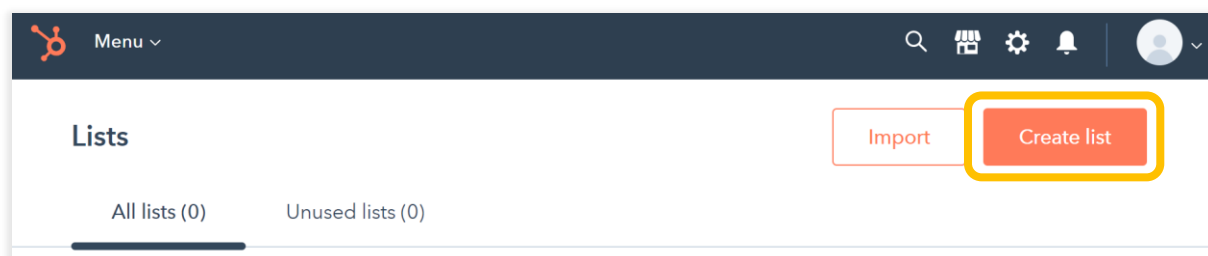 Menu
Lists
Import
Create list
All lists (0)
Unused lists (0)